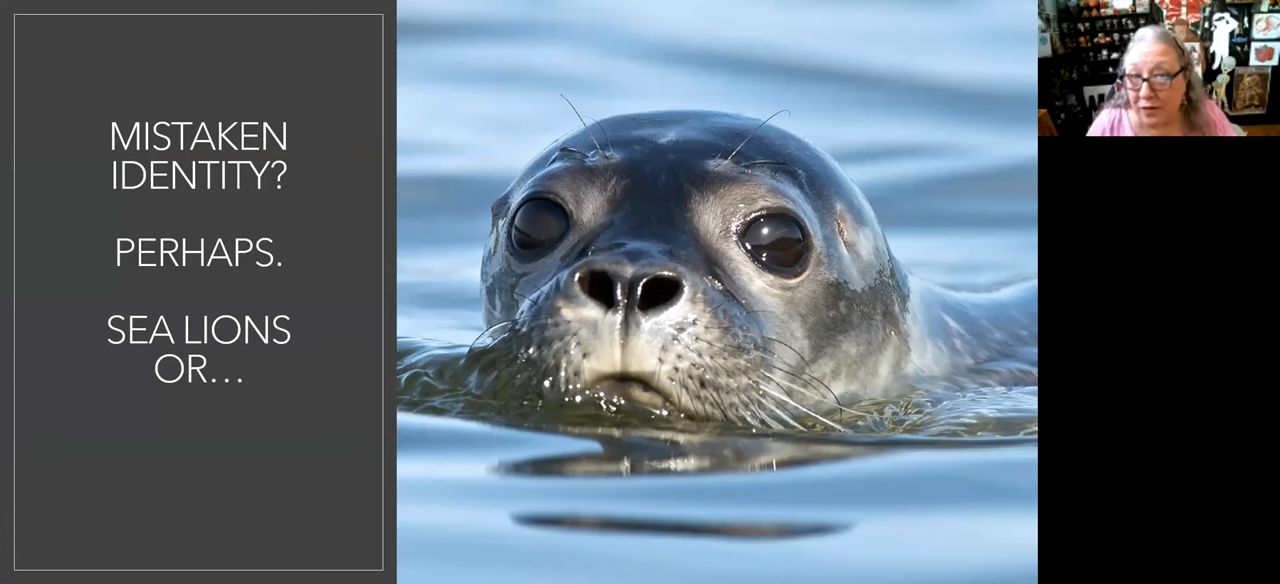 MISTAKEN
IDENTITY?
PERHAPS.
SEA LIONS
OR...